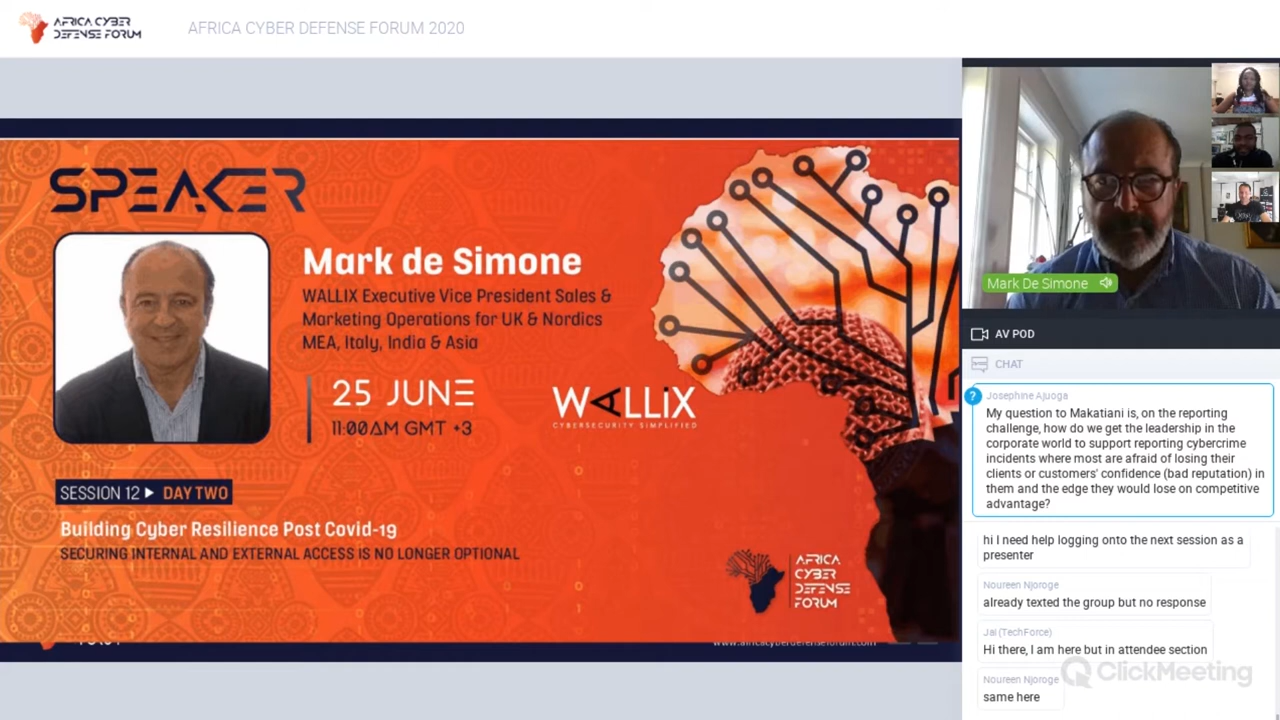 AFRICA CYBER
DEFENSE FORUM
AFRICA CYBER DEFENSE FORUM 2020
SPEAKER
Mark de Simone
WALLIX Executive Vice President Sales &
Marketing Operations for UK & Nordics
MEA, Italy, India & Asia
25 JUNE
11:00AM GMT +3
WALLiX
CYBERSECURITY SIMPLIFIED
SESSION 12 ▶ DAY TWO
Building Cyber Resilience Post Covid-19
SECURING INTERNAL AND EXTERNAL ACCESS IS NO LONGER OPTIONAL
AFRICA
CYBER
DEFENSE
FORUM
www.africacyberdefenseforum.com
Mark De Simone
AV POD
CHAT
?
Josephine Ajuoga
My question to Makatiani is, on the reporting
challenge, how do we get the leadership in the
corporate world to support reporting cybercrime
incidents where most are afraid of losing their
clients or customers' confidence (bad reputation) in
them and the edge they would lose on competitive
advantage?
hi I need help logging onto the next session as a
presenter
Noureen Njoroge
already texted the group but no response
Jai (TechForce)
Hi there, I am here but in attendee section
Noureen Njoroge
same here
ClickMeeting